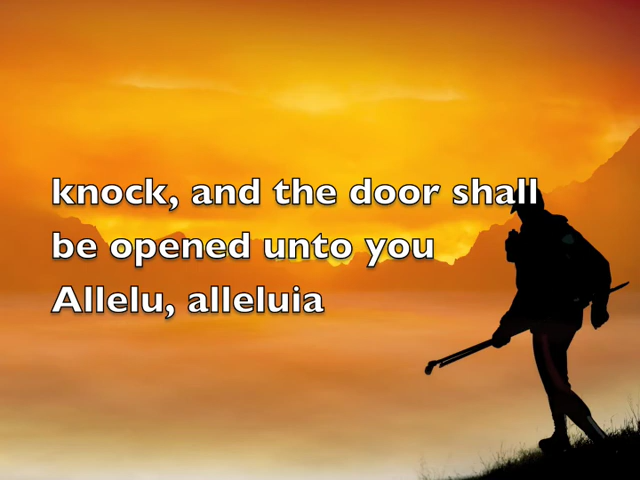 knock, and the door shall
be opened unto you
Allelu, alleluia